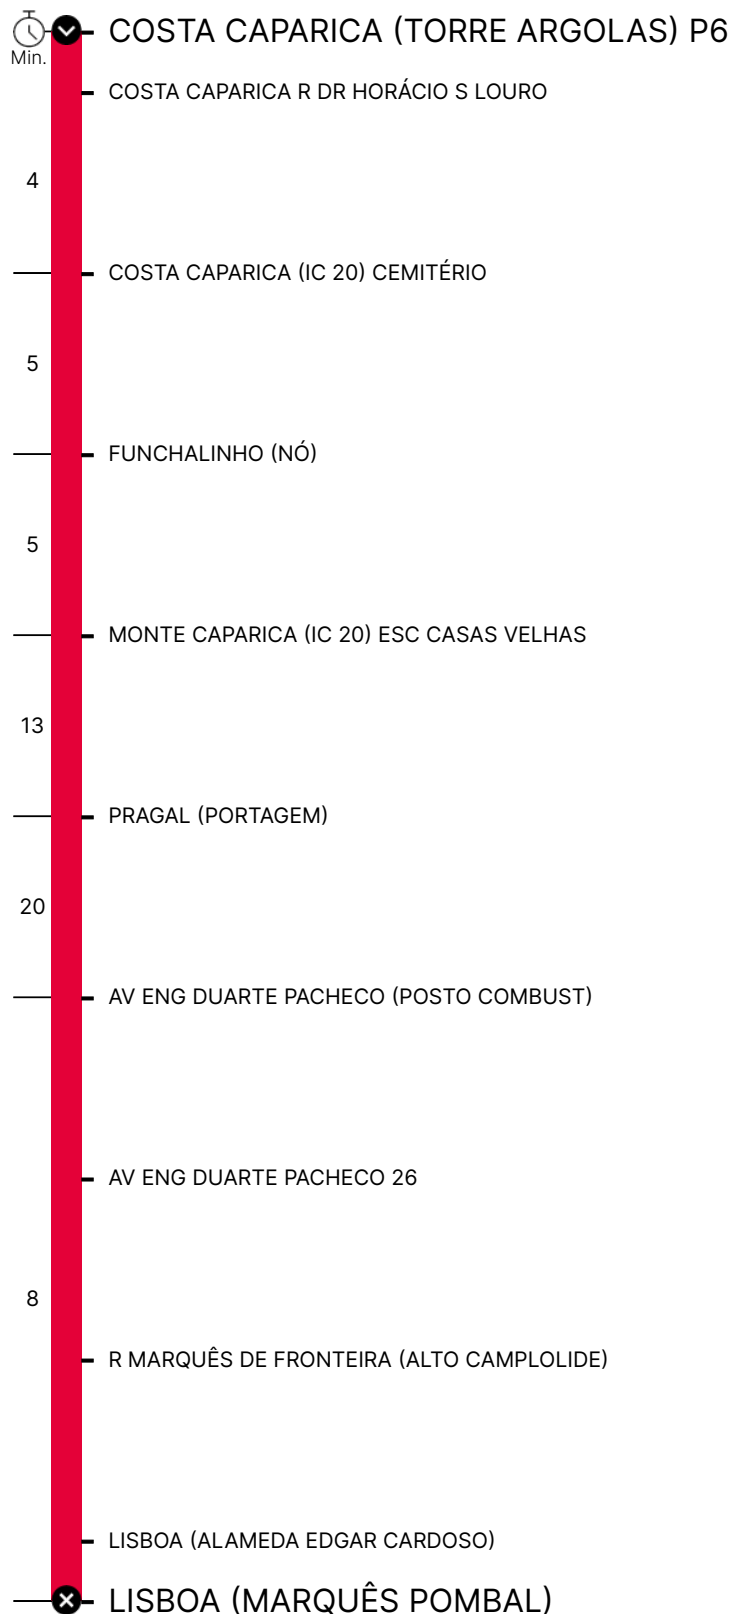 COSTA CAPARICA (TORRE ARGOLAS) P6
Min.
COSTA CAPARICA R DR HORÁCIO S LOURO
4
COSTA CAPARICA (IC 20) CEMITÉRIO
5
FUNCHALINHO (NÓ)
5
MONTE CAPARICA (IC 20) ESC CASAS VELHAS
13
PRAGAL (PORTAGEM)
20
AV ENG DUARTE PACHECO (POSTO COMBUST)
AV ENG DUARTE PACHECO 26
8
R MARQUÊS DE FRONTEIRA (ALTO CAMPLOLIDE)
LISBOA (ALAMEDA EDGAR CARDOSO)
LISBOA (MARQUÊS POMBAL)